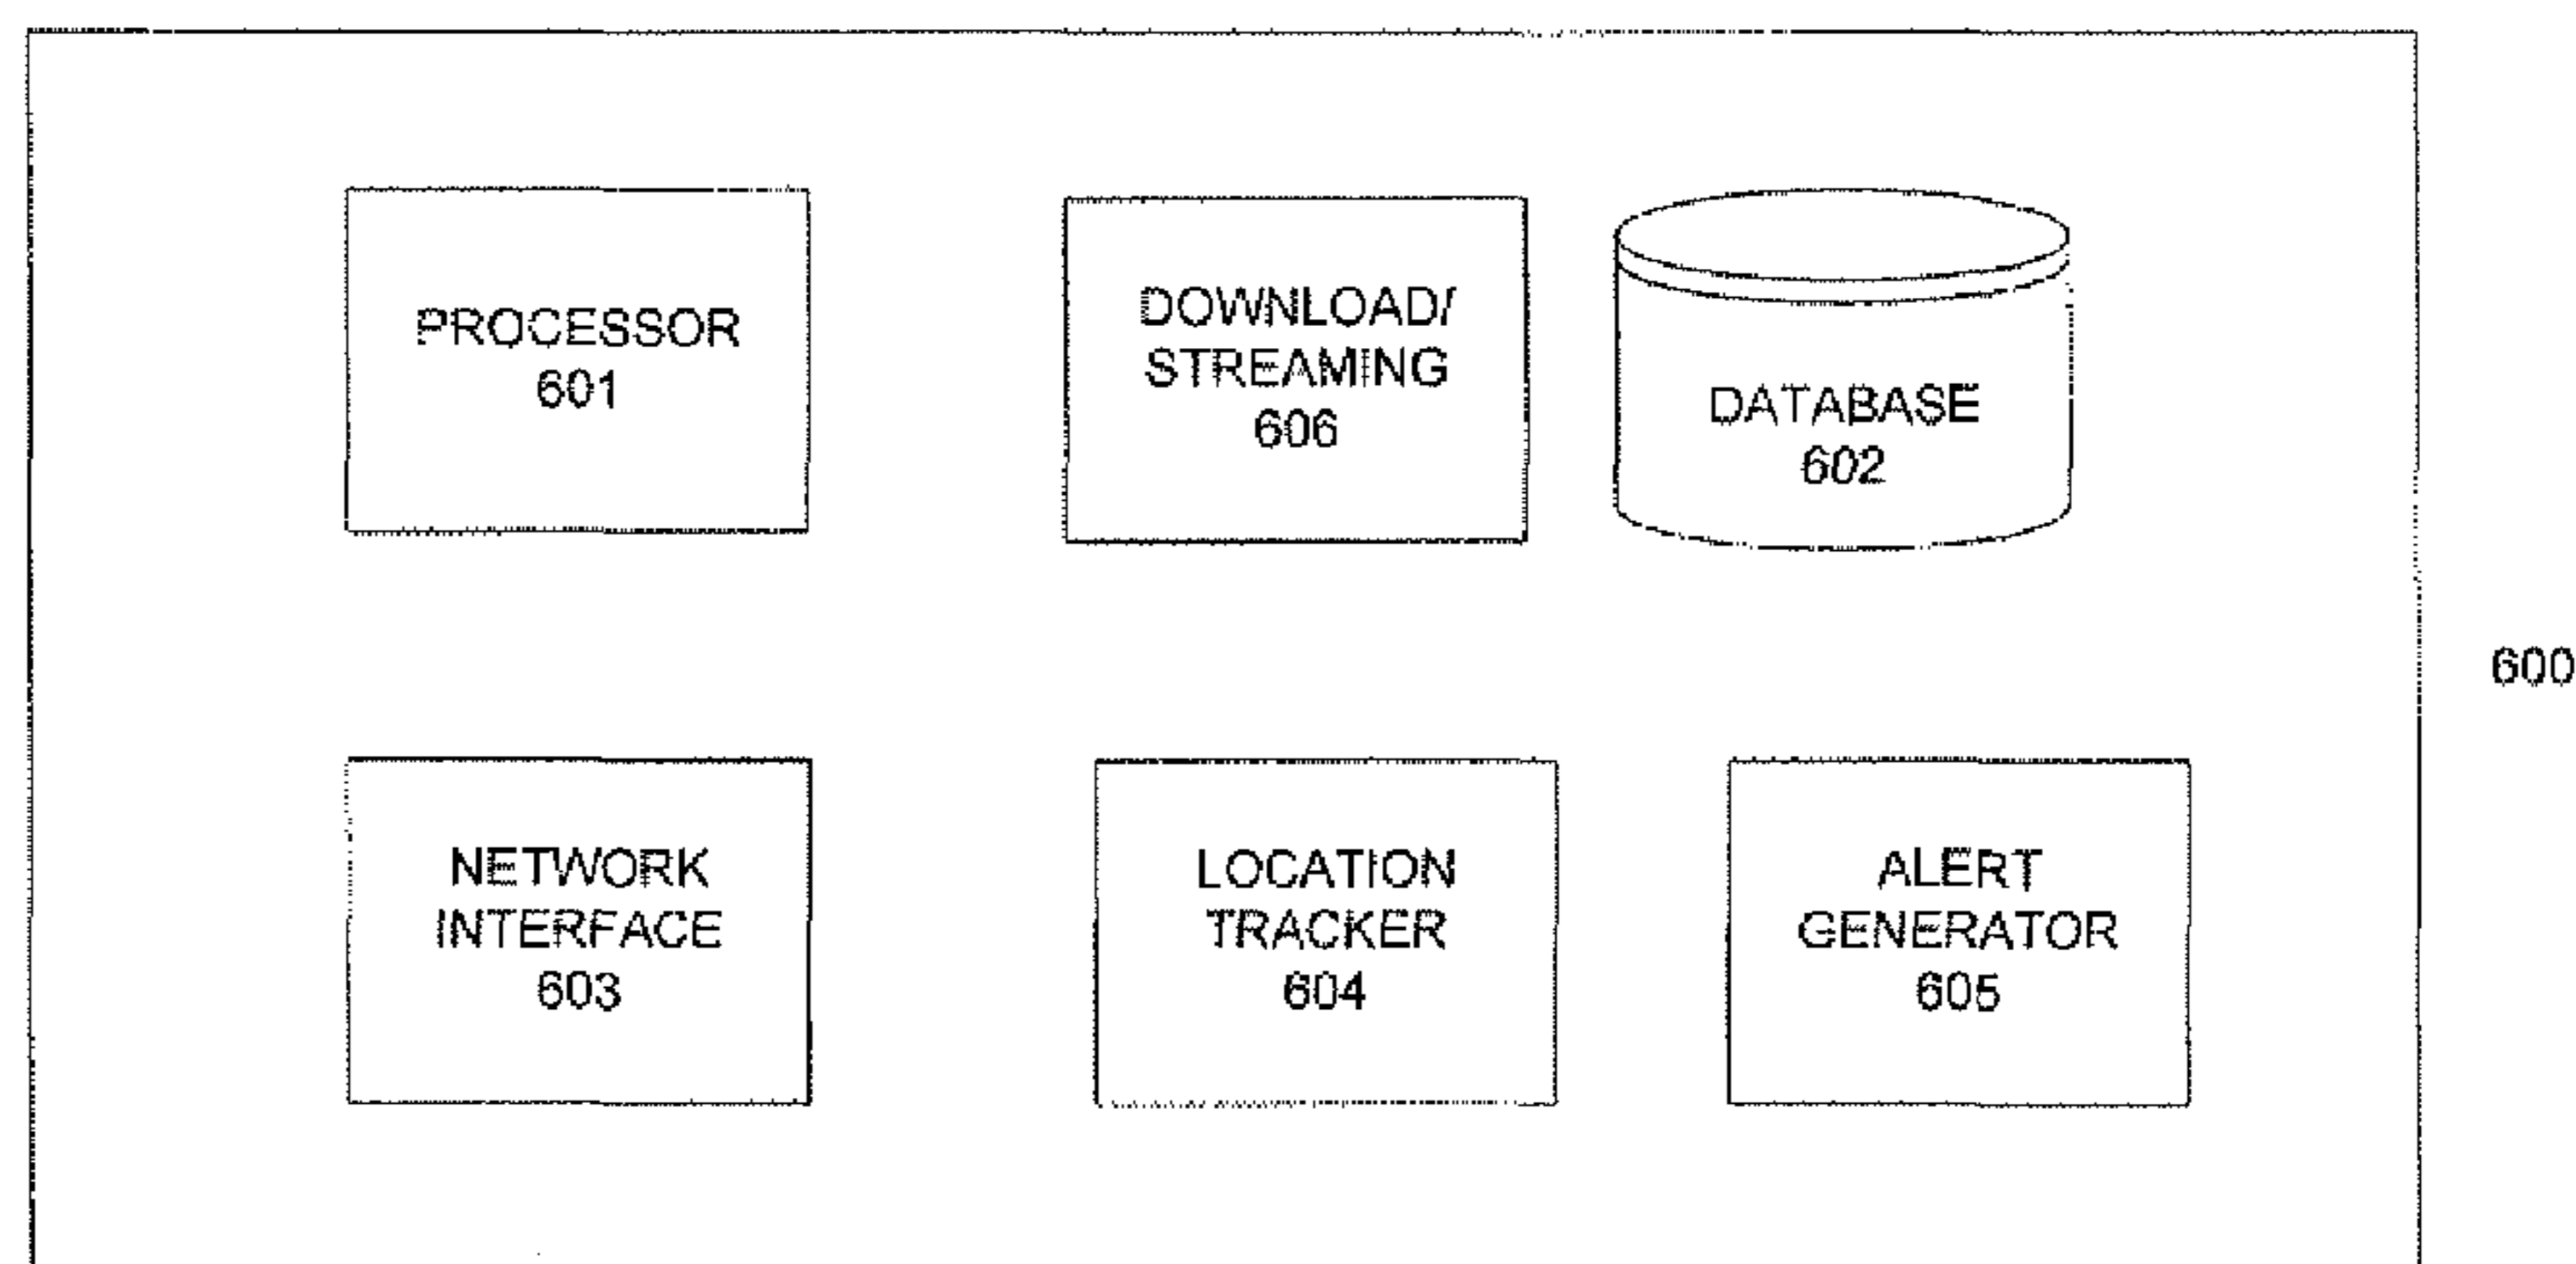 PROCESSOR
601
DOWNLOAD/
STREAMING
606
DATABASE
602
600
NETWORK
INTERFACE
603
LOCATION
TRACKER
604
ALERT
GENERATOR
605